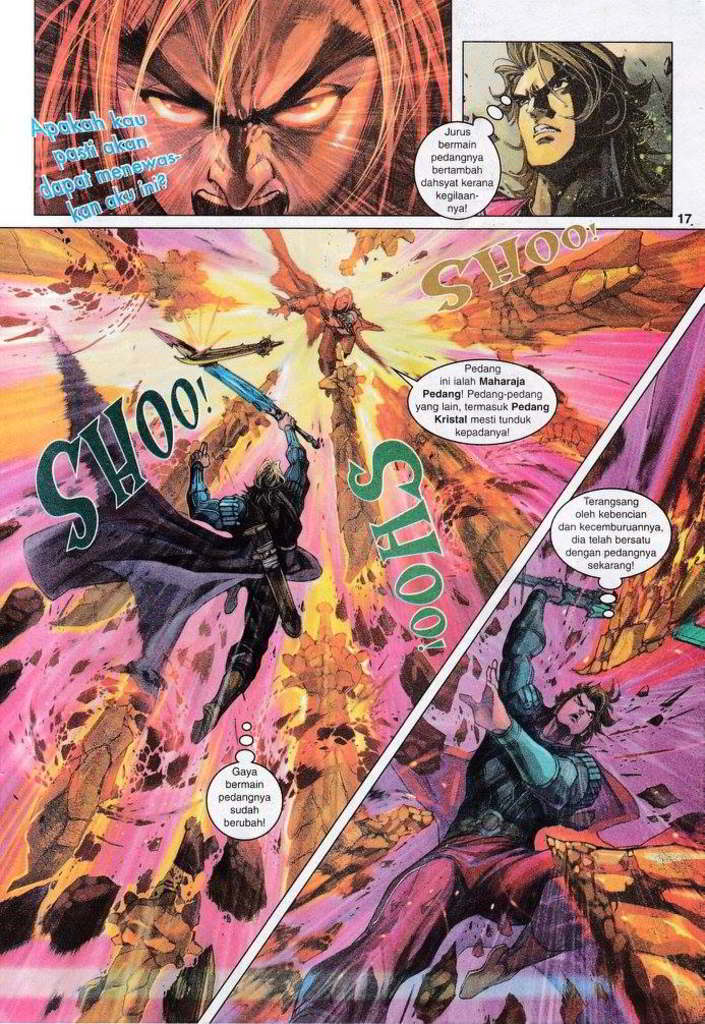 Apakah kau
pasti akan
dapat menewas-
kan aku ini?
Jurus
bermain
pedangnya
bertambah
dahsyat kerana
kegilaan-
nya!
17.
SHOO!
SHOO!
Pedang
ini ialah Maharaja
Pedang! Pedang-pedang
yang lain, termasuk Pedang
Kristal mesti tunduk
kepadanya!
SHOO!
Terangsang
oleh kebencian
dan kecemburuannya,
dia telah bersatu
dengan pedangnya
sekarang!
Gaya
bermain
pedangnya
sudah
berubah!